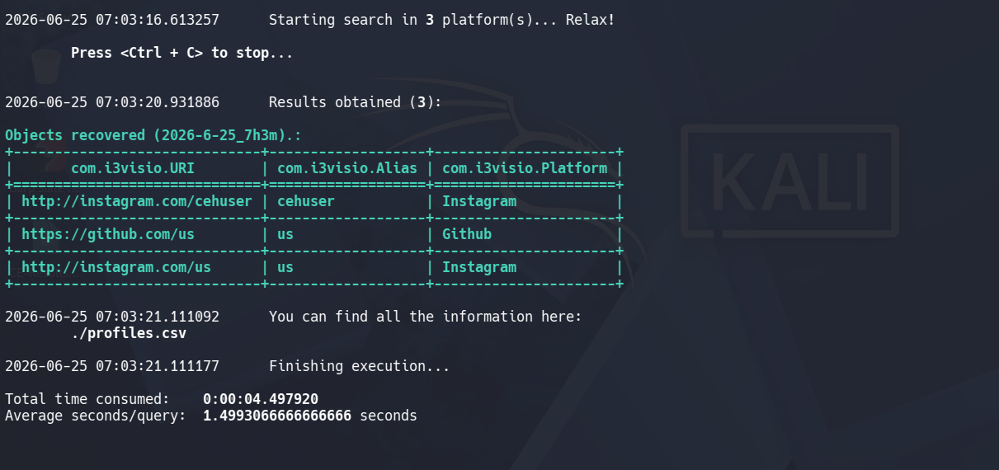 2026-06-25 07:03:16.613257      Starting search in 3 platform(s)... Relax!
        Press <Ctrl + C> to stop...
2026-06-25 07:03:20.931886      Results obtained (3):
Objects recovered (2026-6-25_7h3m).:
+------------------------------+-------------------+----------------------+
|       com.i3visio.URI        | com.i3visio.Alias | com.i3visio.Platform |
+==============================+===================+======================+
| http://instagram.com/cehuser | cehuser           | Instagram            |
+------------------------------+-------------------+----------------------+
| https://github.com/us        | us                | Github               |
+------------------------------+-------------------+----------------------+
| http://instagram.com/us      | us                | Instagram            |
+------------------------------+-------------------+----------------------+
2026-06-25 07:03:21.111092      You can find all the information here:
        ./profiles.csv
2026-06-25 07:03:21.111177      Finishing execution...
Total time consumed:    0:00:04.497920
Average seconds/query:  1.4993066666666666 seconds
KALI